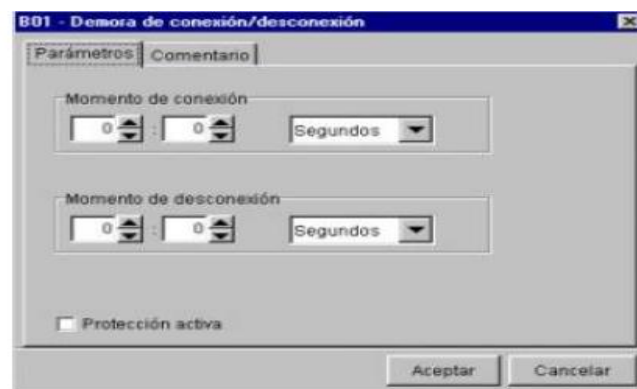 B01 - Demora de conexión/desconexión
Parámetros Comentario
Momento de conexión
0 : 0 Segundos
Momento de desconexión
0 : 0 Segundos
Protección activa
Aceptar Cancelar